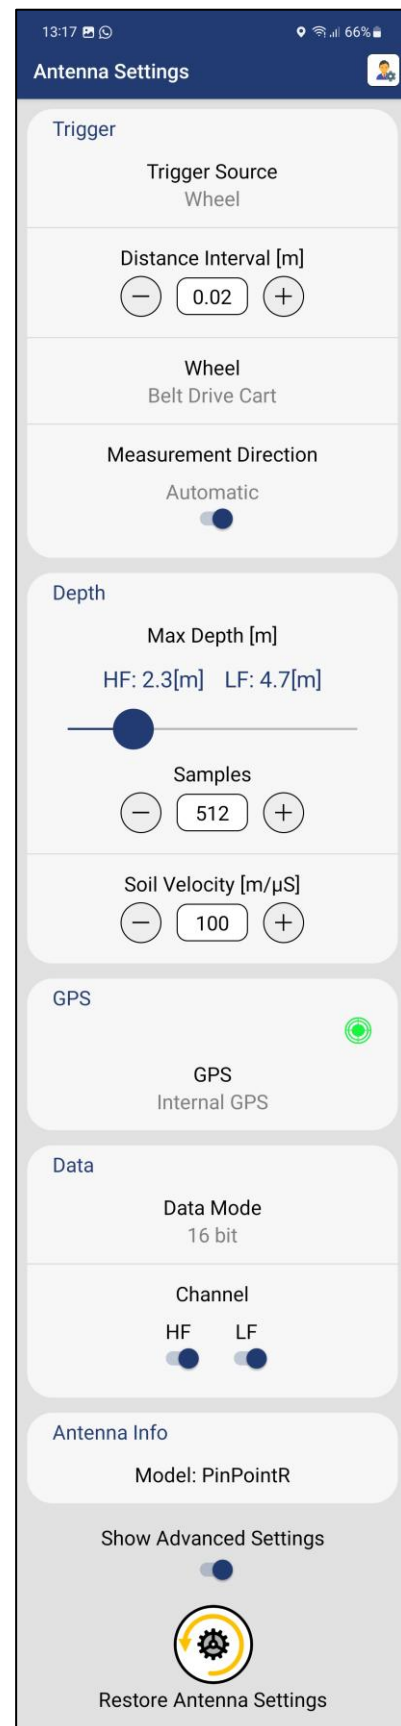 13:17 66%
Antenna Settings
Trigger
Trigger Source
Wheel
Distance Interval [m]
0.02
Wheel
Belt Drive Cart
Measurement Direction
Automatic
Depth
Max Depth [m]
HF: 2.3[m] LF: 4.7[m]
Samples
512
Soil Velocity [m/µS]
100
GPS
GPS
Internal GPS
Data
Data Mode
16 bit
Channel
HF LF
Antenna Info
Model: PinPointR
Show Advanced Settings
Restore Antenna Settings